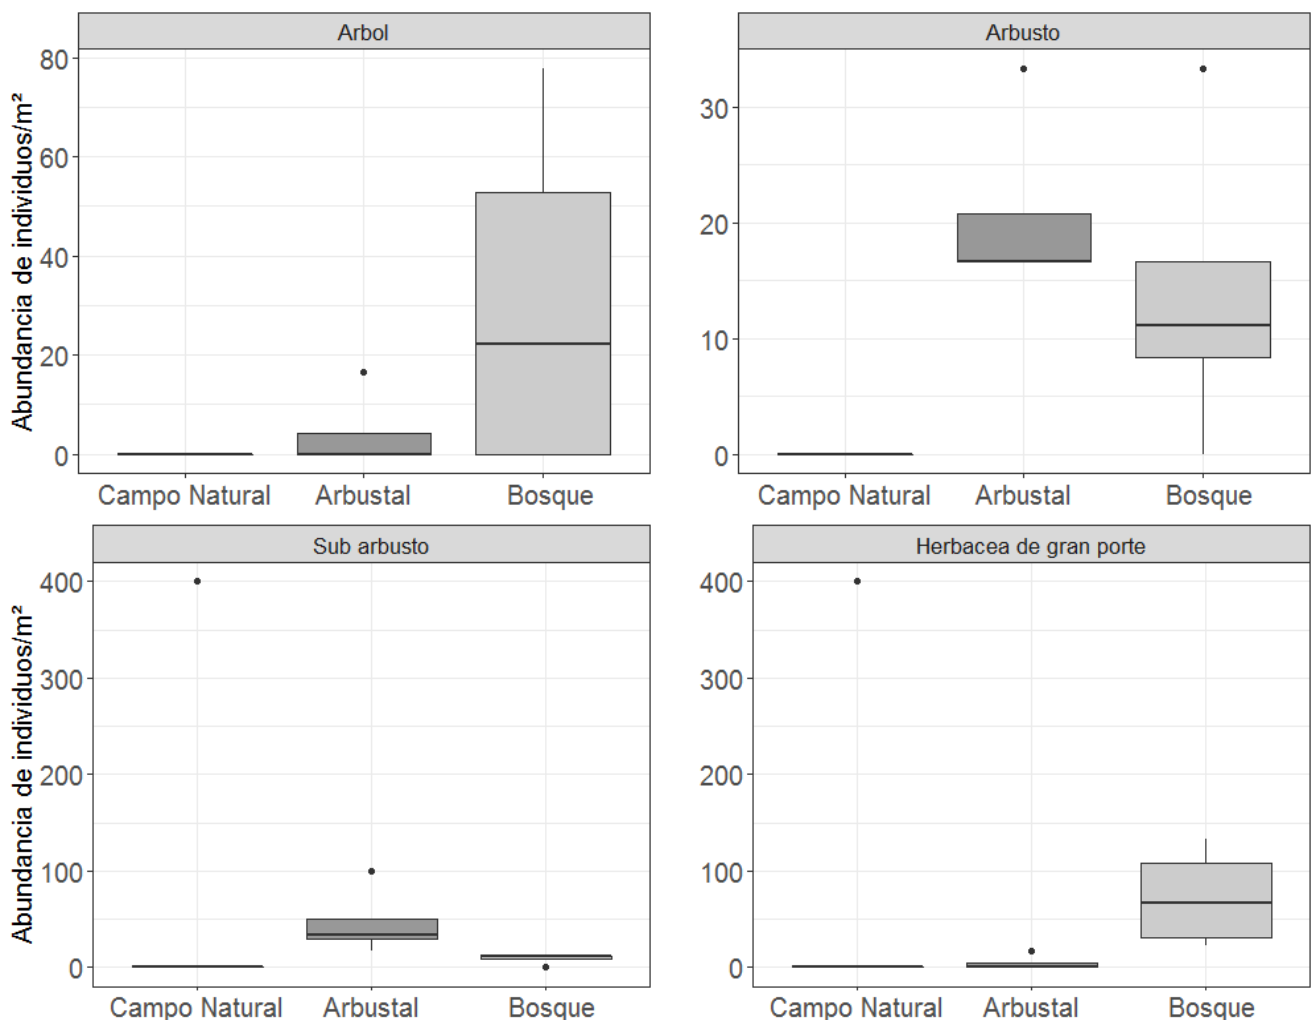 Arbol
Arbusto
Abundancia de individuos/m²
80
60
40
20
0
30
20
10
0
Campo Natural Arbustal Bosque
Campo Natural Arbustal Bosque
Sub arbusto
Herbacea de gran porte
Abundancia de individuos/m²
400
300
200
100
0
400
300
200
100
0
Campo Natural Arbustal Bosque
Campo Natural Arbustal Bosque